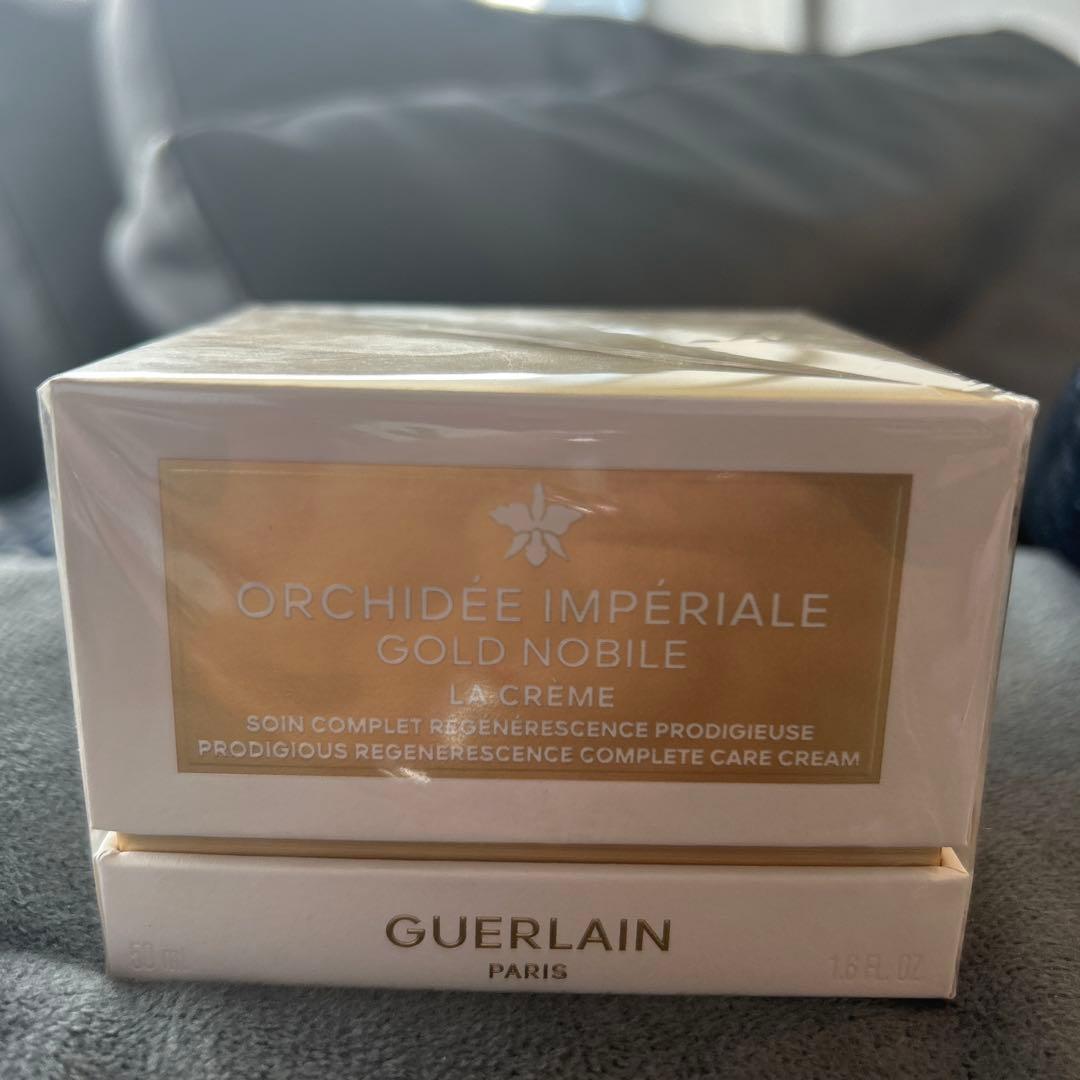 ORCHIDÉE IMPÉRIALE
GOLD NOBILE
LA CRÈME
SOIN COMPLET REGÉNÉRESCENCE PRODIGIEUSE
PRODIGIOUS REGENERESCENCE COMPLETE CARE CREAM
GUERLAIN
PARIS
50 ml
1.6 FL. OZ